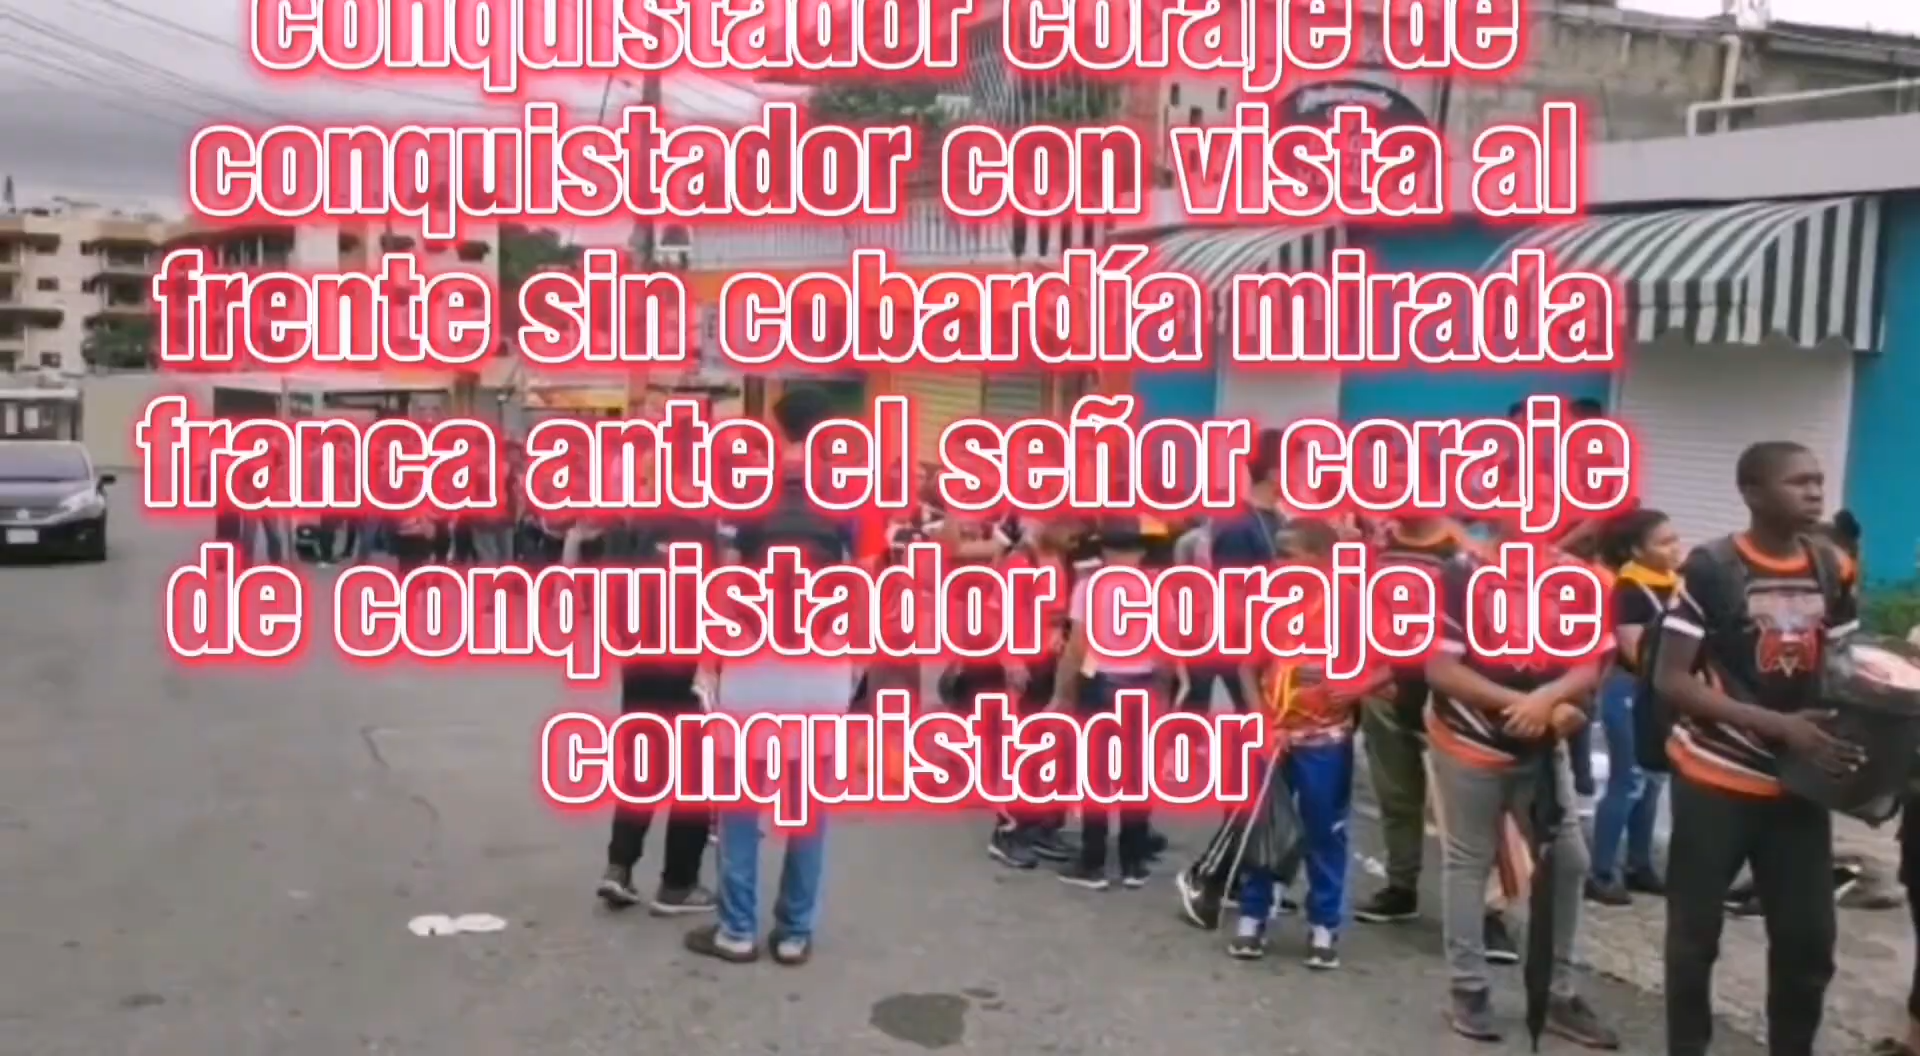 conquistador coraje de
conquistador con vista al
frente sin cobardía mirada
franca ante el señor coraje
de conquistador coraje de
conquistador